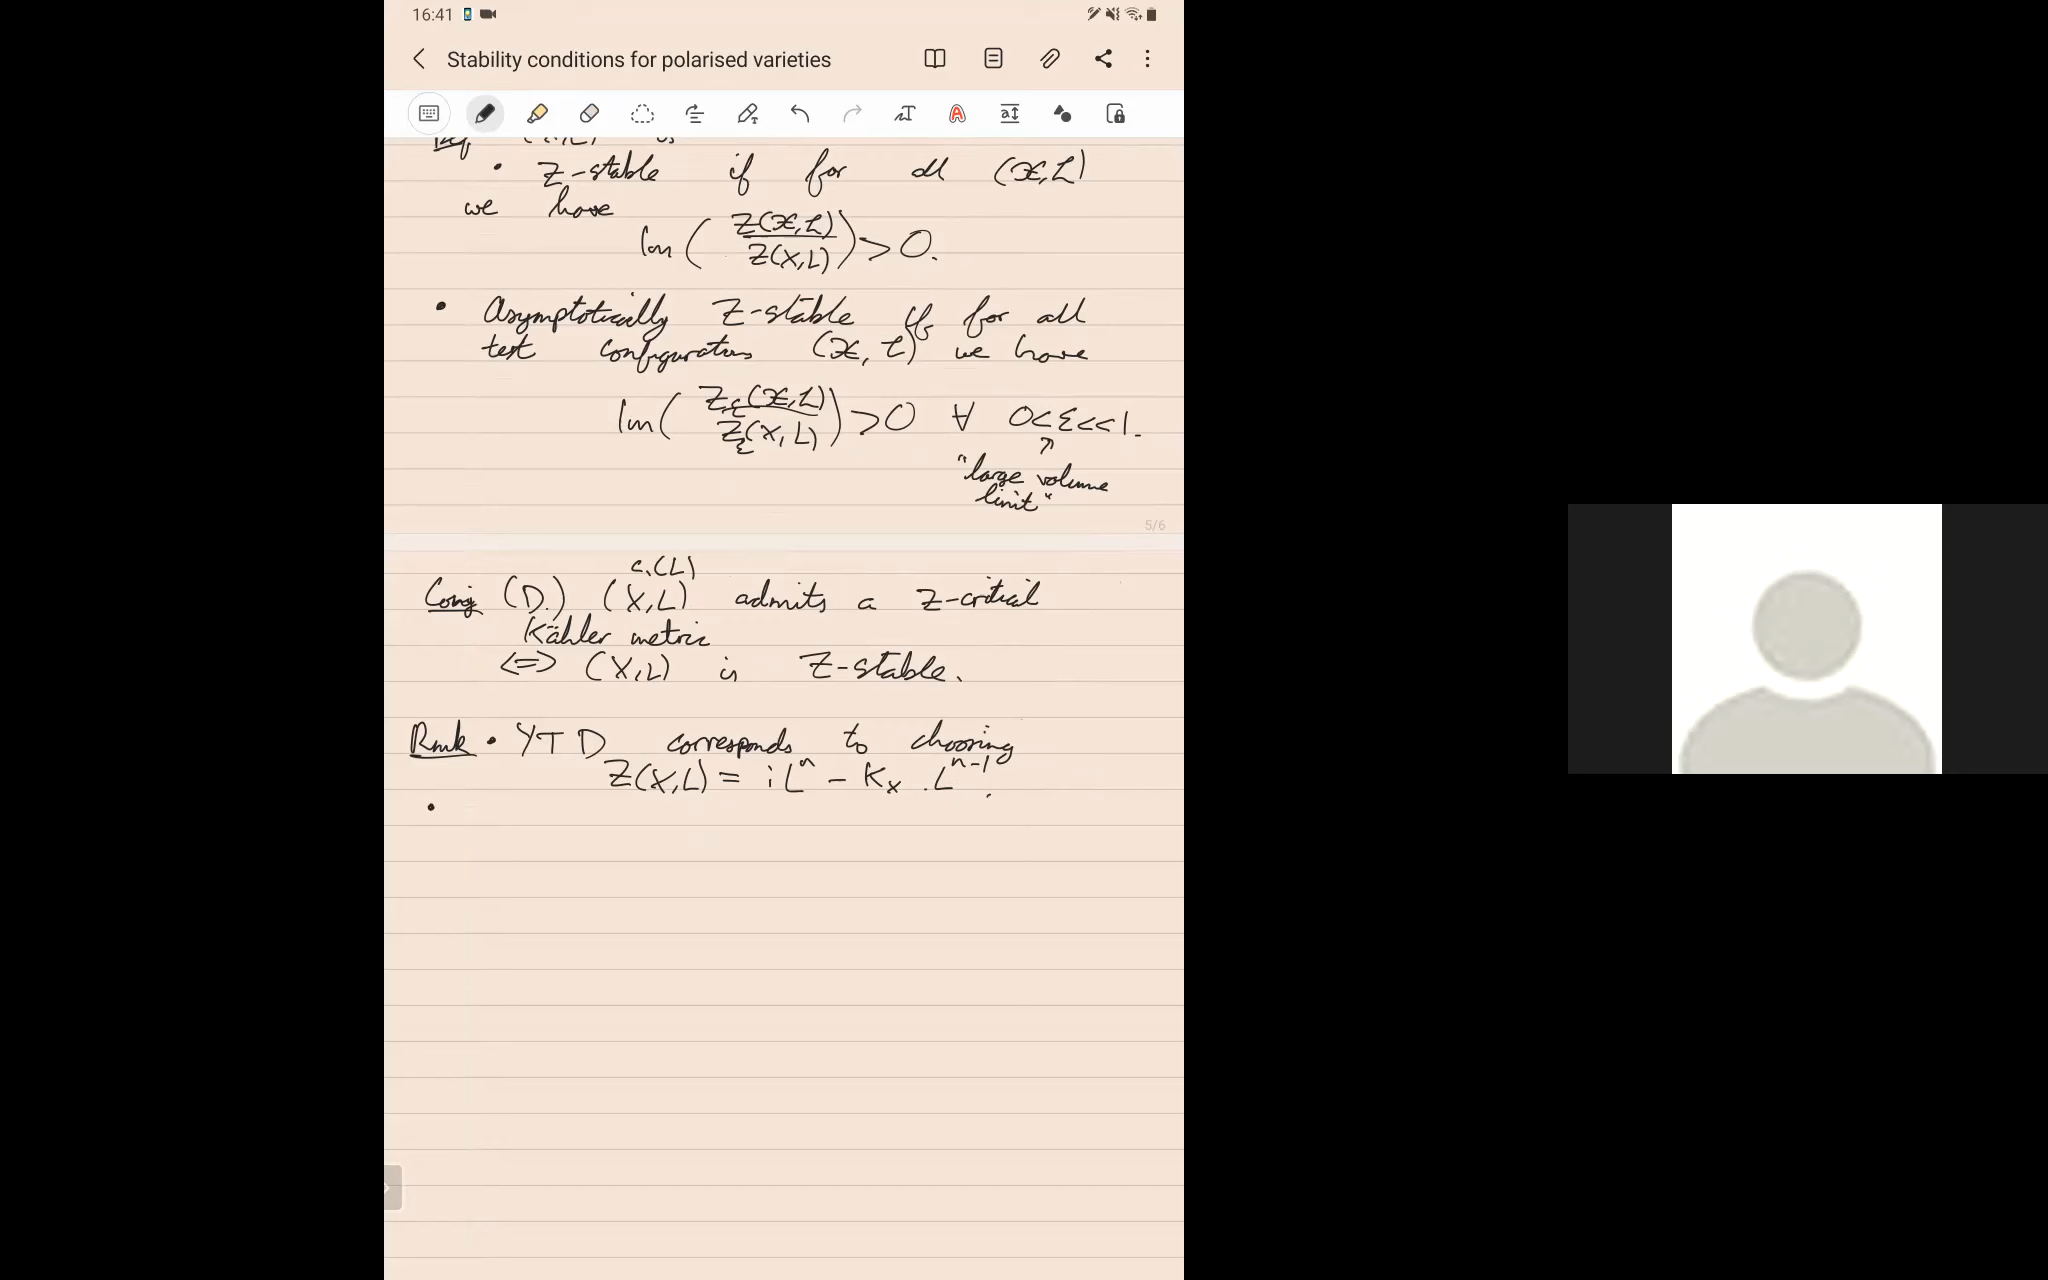 16:41
Stability conditions for polarised varieties
• Z-stable if for all (𝒳, ℒ)
we have
Im ( Z(𝒳, ℒ) / Z(X, L) ) > 0.
• Asymptotically Z-stable if for all
test configurations (𝒳, ℒ) we have
Im ( Z_ε(𝒳, ℒ) / Z_ε(X, L) ) > 0 ∀ 0 < ε << 1.
↗
"large volume
limit"
5/6
c₁(L)
Conj (D.) (X, L) admits a Z-critical
Kähler metric
<=> (X, L) is Z-stable.
Rmk • YTD corresponds to choosing
Z(X, L) = i Lⁿ - K_X . Lⁿ⁻¹.
•